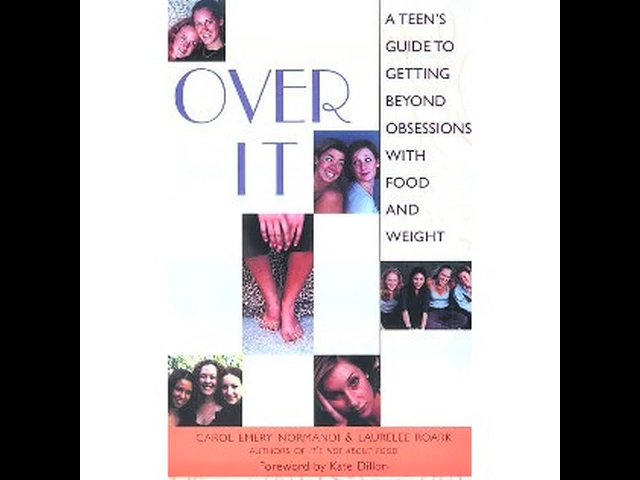 OVER
IT
A TEEN'S
GUIDE TO
GETTING
BEYOND
OBSESSIONS
WITH
FOOD
AND
WEIGHT
CAROL EMERY NORMANDI & LAURELEE ROARK
AUTHORS OF IT'S NOT ABOUT FOOD
Foreword by Kate Dillon